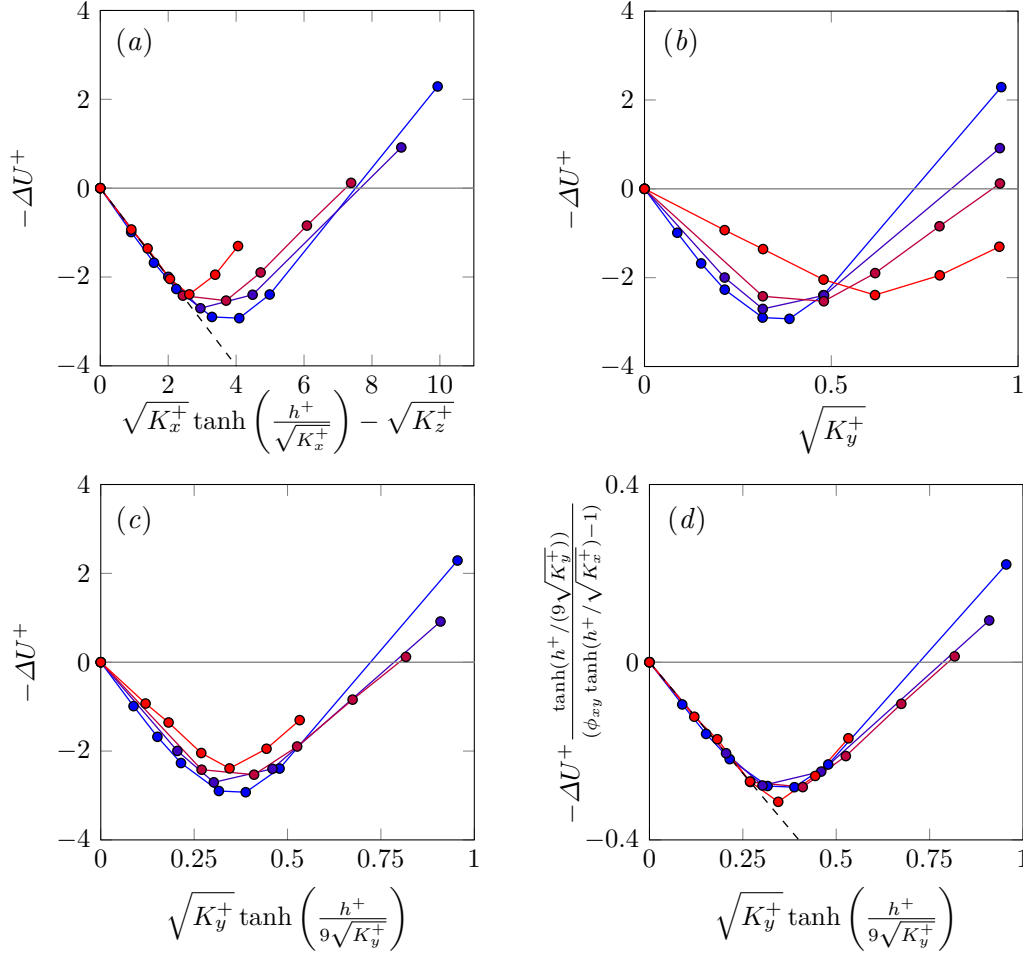 (a)
4
2
0
−2
−4
−ΔU⁺
0 2 4 6 8 10
√(K_x⁺) tanh (h⁺/√(K_x⁺)) − √(K_z⁺)
(b)
4
2
0
−2
−4
−ΔU⁺
0 0.5 1
√(K_y⁺)
(c)
4
2
0
−2
−4
−ΔU⁺
0 0.25 0.5 0.75 1
√(K_y⁺) tanh (h⁺/9√(K_y⁺))
(d)
0.4
0
−0.4
−ΔU⁺ tanh(h⁺/(9√(K_y⁺)))/(ϕ_xy tanh(h⁺/√(K_x⁺))−1)
0 0.25 0.5 0.75 1
√(K_y⁺) tanh (h⁺/9√(K_y⁺))